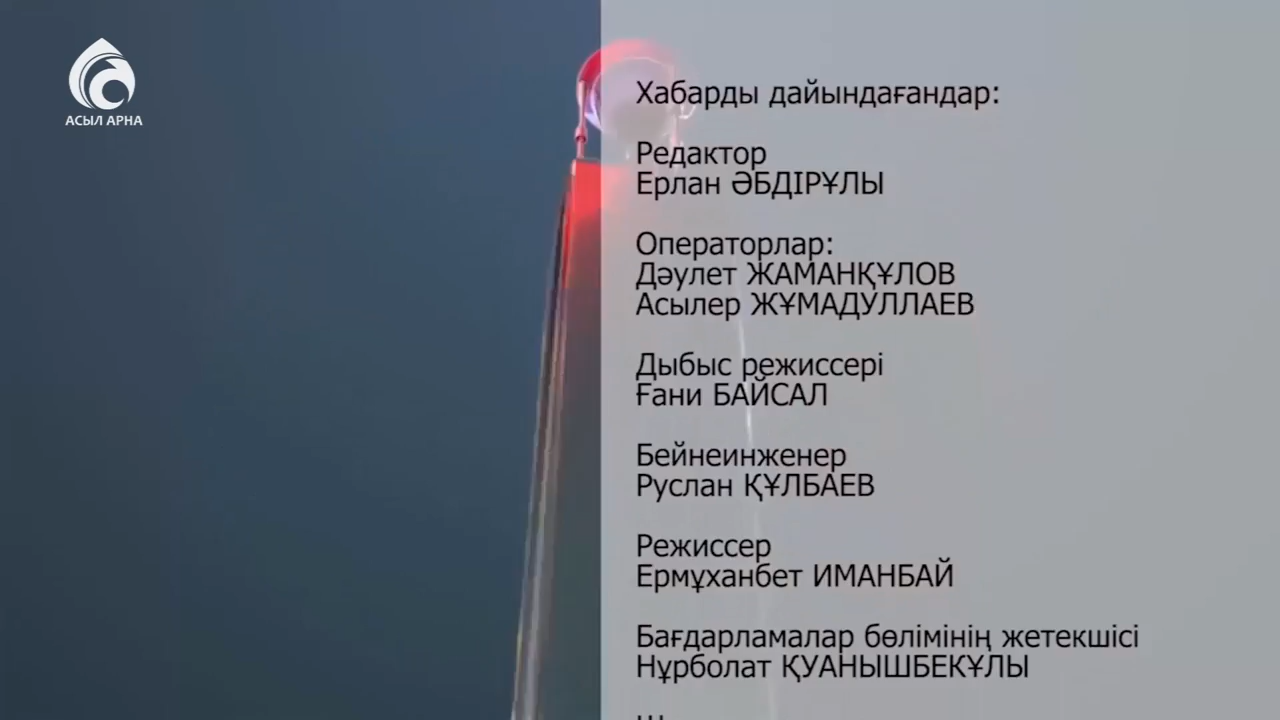 АСЫЛ АРНА
Хабарды дайындағандар:
Редактор
Ерлан ӘБДІРҰЛЫ
Операторлар:
Дәулет ЖАМАНҚҰЛОВ
Асылер ЖҰМАДУЛЛАЕВ
Дыбыс режиссері
Ғани БАЙСАЛ
Бейнеинженер
Руслан ҚҰЛБАЕВ
Режиссер
Ермұханбет ИМАНБАЙ
Бағдарламалар бөлімінің жетекшісі
Нұрболат ҚУАНЫШБЕКҰЛЫ